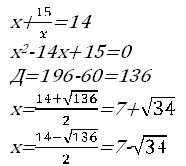 x+15/x=14
x²-14x+15=0
Д=196-60=136
x=(14+√136)/2=7+√34
x=(14-√136)/2=7-√34